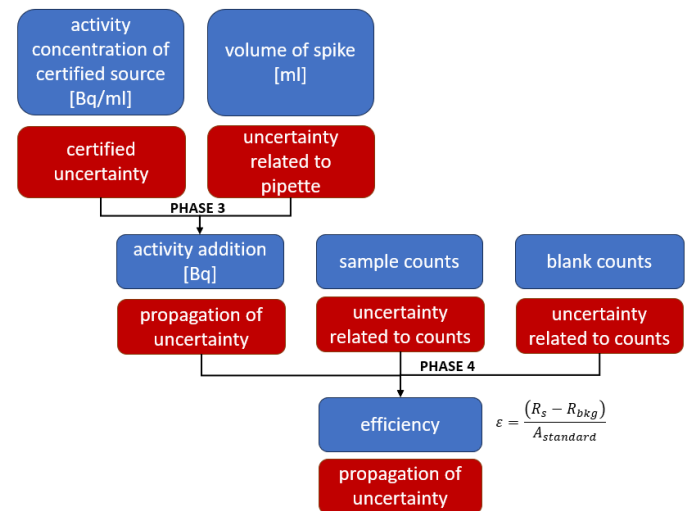 activity
concentration of
certified source
[Bq/ml]
volume of spike
[ml]
certified
uncertainty
uncertainty
related to
pipette
PHASE 3
activity addition
[Bq]
sample counts
blank counts
propagation of
uncertainty
uncertainty
related to counts
uncertainty
related to counts
PHASE 4
efficiency
ε = (R_s − R_bkg) / A_standard
propagation of
uncertainty